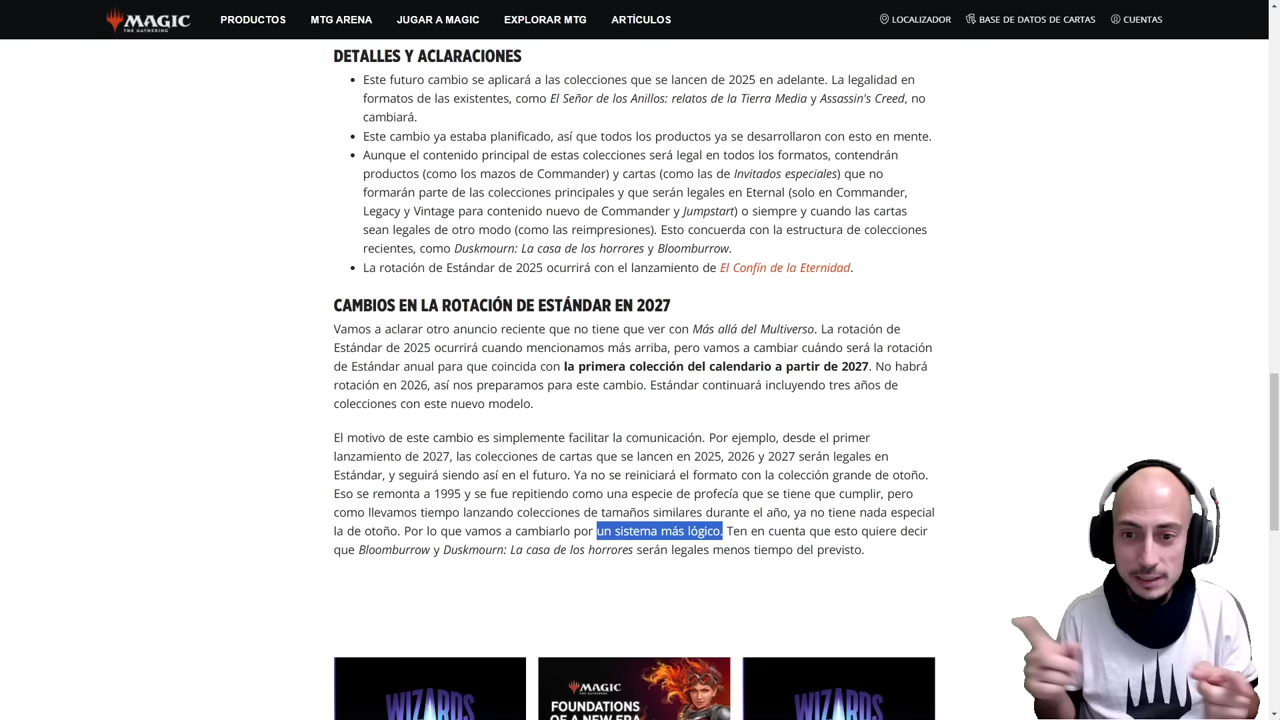 MAGIC
THE GATHERING
PRODUCTOS
MTG ARENA
JUGAR A MAGIC
EXPLORAR MTG
ARTÍCULOS
LOCALIZADOR
BASE DE DATOS DE CARTAS
CUENTAS
DETALLES Y ACLARACIONES
• Este futuro cambio se aplicará a las colecciones que se lancen de 2025 en adelante. La legalidad en
formatos de las existentes, como El Señor de los Anillos: relatos de la Tierra Media y Assassin's Creed, no
cambiará.
• Este cambio ya estaba planificado, así que todos los productos ya se desarrollaron con esto en mente.
• Aunque el contenido principal de estas colecciones será legal en todos los formatos, contendrán
productos (como los mazos de Commander) y cartas (como las de Invitados especiales) que no
formarán parte de las colecciones principales y que serán legales en Eternal (solo en Commander,
Legacy y Vintage para contenido nuevo de Commander y Jumpstart) o siempre y cuando las cartas
sean legales de otro modo (como las reimpresiones). Esto concuerda con la estructura de colecciones
recientes, como Duskmourn: La casa de los horrores y Bloomburrow.
• La rotación de Estándar de 2025 ocurrirá con el lanzamiento de El Confín de la Eternidad.
CAMBIOS EN LA ROTACIÓN DE ESTÁNDAR EN 2027
Vamos a aclarar otro anuncio reciente que no tiene que ver con Más allá del Multiverso. La rotación de
Estándar de 2025 ocurrirá cuando mencionamos más arriba, pero vamos a cambiar cuándo será la rotación
de Estándar anual para que coincida con la primera colección del calendario a partir de 2027. No habrá
rotación en 2026, así nos preparamos para este cambio. Estándar continuará incluyendo tres años de
colecciones con este nuevo modelo.
El motivo de este cambio es simplemente facilitar la comunicación. Por ejemplo, desde el primer
lanzamiento de 2027, las colecciones de cartas que se lancen en 2025, 2026 y 2027 serán legales en
Estándar, y seguirá siendo así en el futuro. Ya no se reiniciará el formato con la colección grande de otoño.
Eso se remonta a 1995 y se fue repitiendo como una especie de profecía que se tiene que cumplir, pero
como llevamos tiempo lanzando colecciones de tamaños similares durante el año, ya no tiene nada especial
la de otoño. Por lo que vamos a cambiarlo por un sistema más lógico. Ten en cuenta que esto quiere decir
que Bloomburrow y Duskmourn: La casa de los horrores serán legales menos tiempo del previsto.
WIZARDS
MAGIC
FOUNDATIONS
OF A NEW ERA
WIZARDS